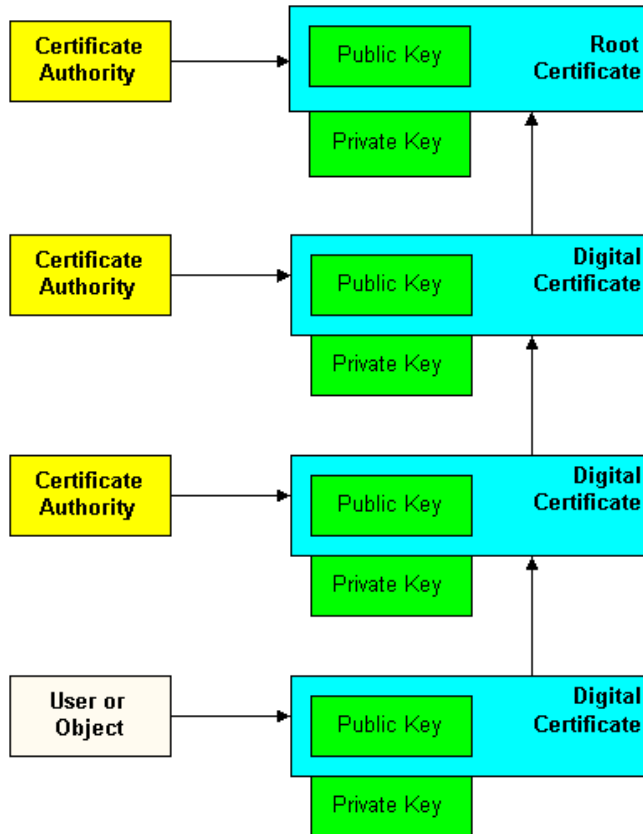 Certificate
Authority
Public Key
Root
Certificate
Private Key
Certificate
Authority
Public Key
Digital
Certificate
Private Key
Certificate
Authority
Public Key
Digital
Certificate
Private Key
User or
Object
Public Key
Digital
Certificate
Private Key